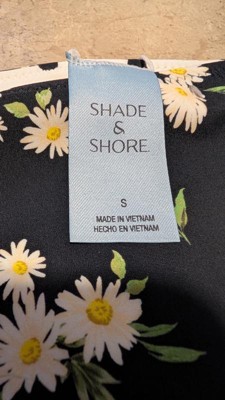 SHADE
&
SHORE.
S
MADE IN VIETNAM
HECHO EN VIETNAM